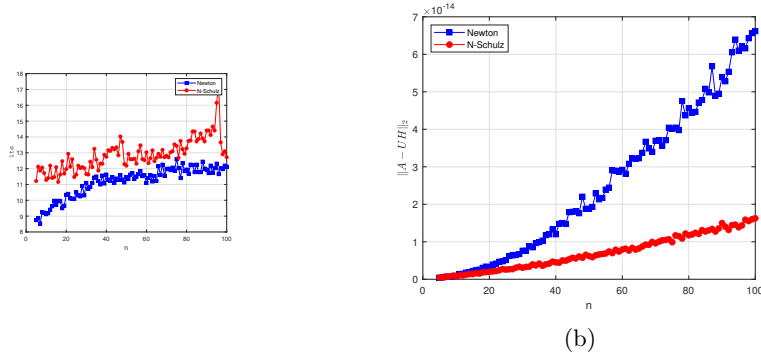 18
17
16
15
14
13
12
11
10
9
8
its
0 20 40 60 80 100
n
Newton
N-Schulz
×10⁻¹⁴
7
6
5
4
3
2
1
0
‖A − UH‖₂
0 20 40 60 80 100
n
Newton
N-Schulz
(b)